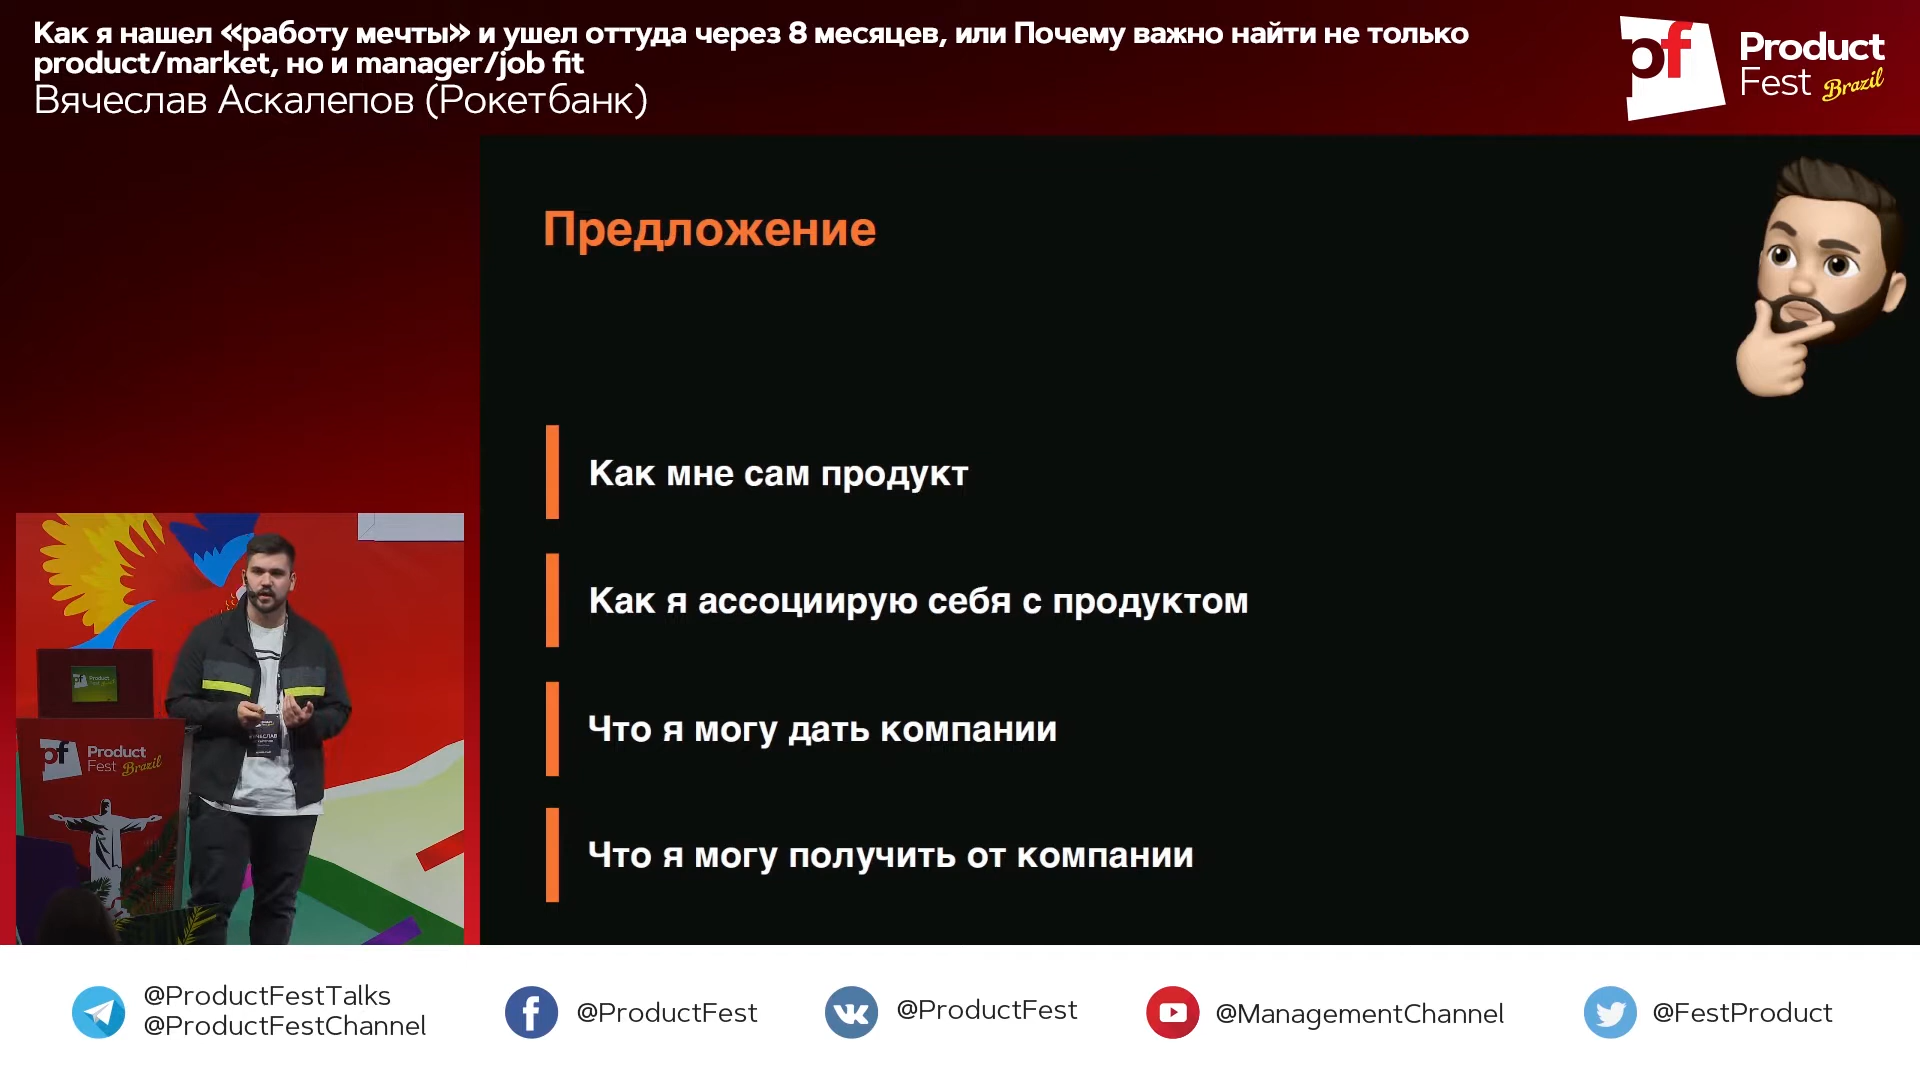 Как я нашел «работу мечты» и ушел оттуда через 8 месяцев, или Почему важно найти не только
product/market, но и manager/job fit
Вячеслав Аскалепов (Рокетбанк)
pf
Product
Fest Brazil
Предложение
Как мне сам продукт
Как я ассоциирую себя с продуктом
Что я могу дать компании
Что я могу получить от компании
pf Product
Fest Brazil
@ProductFestTalks
@ProductFestChannel
@ProductFest
@ProductFest
@ManagementChannel
@FestProduct